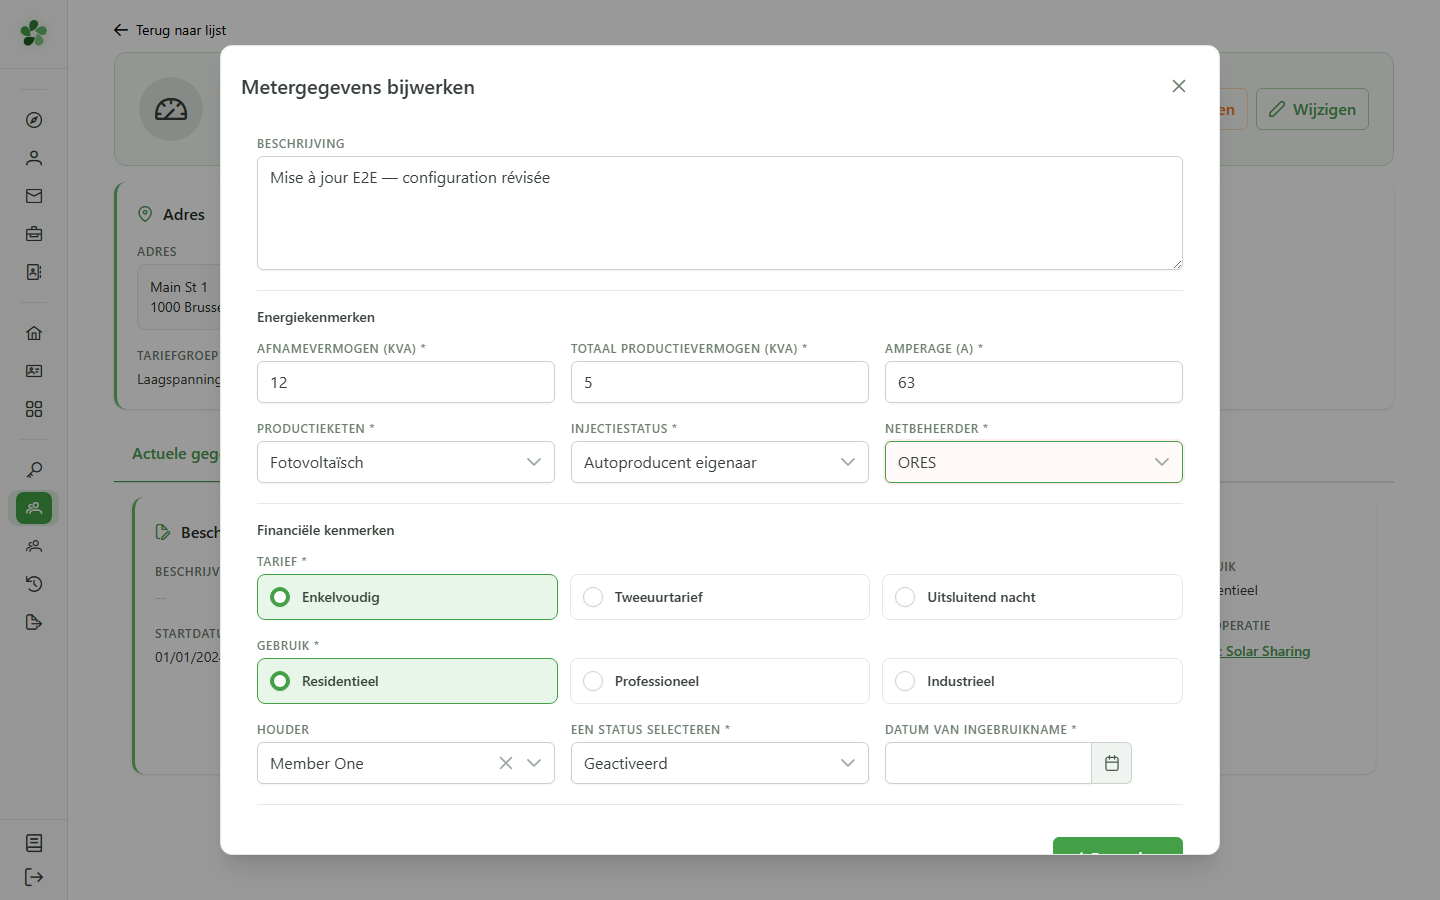 Terug naar lijst
Metergegevens bijwerken
en
Wijzigen
BESCHRIJVING
Mise à jour E2E — configuration révisée
Adres
ADRES
Main St 1
1000 Brusse
TARIEFGROEP
Laagspanning
Energiekenmerken
AFNAMEVERMOGEN (KVA) *
TOTAAL PRODUCTIEVERMOGEN (KVA) *
AMPERAGE (A) *
12
5
63
PRODUCTIEKETEN *
INJECTIESTATUS *
NETBEHEERDER *
Fotovoltaïsch
Autoproducent eigenaar
ORES
Actuele geg
Financiële kenmerken
TARIEF *
Enkelvoudig
Tweeuurtarief
Uitsluitend nacht
GEBRUIK *
Residentieel
Professioneel
Industrieel
HOUDER
EEN STATUS SELECTEREN *
DATUM VAN INGEBRUIKNAME *
Member One
Geactiveerd
Besch
BESCHRIJV
--
STARTDATU
01/01/202
UIK
entieel
PERATIE
: Solar Sharing